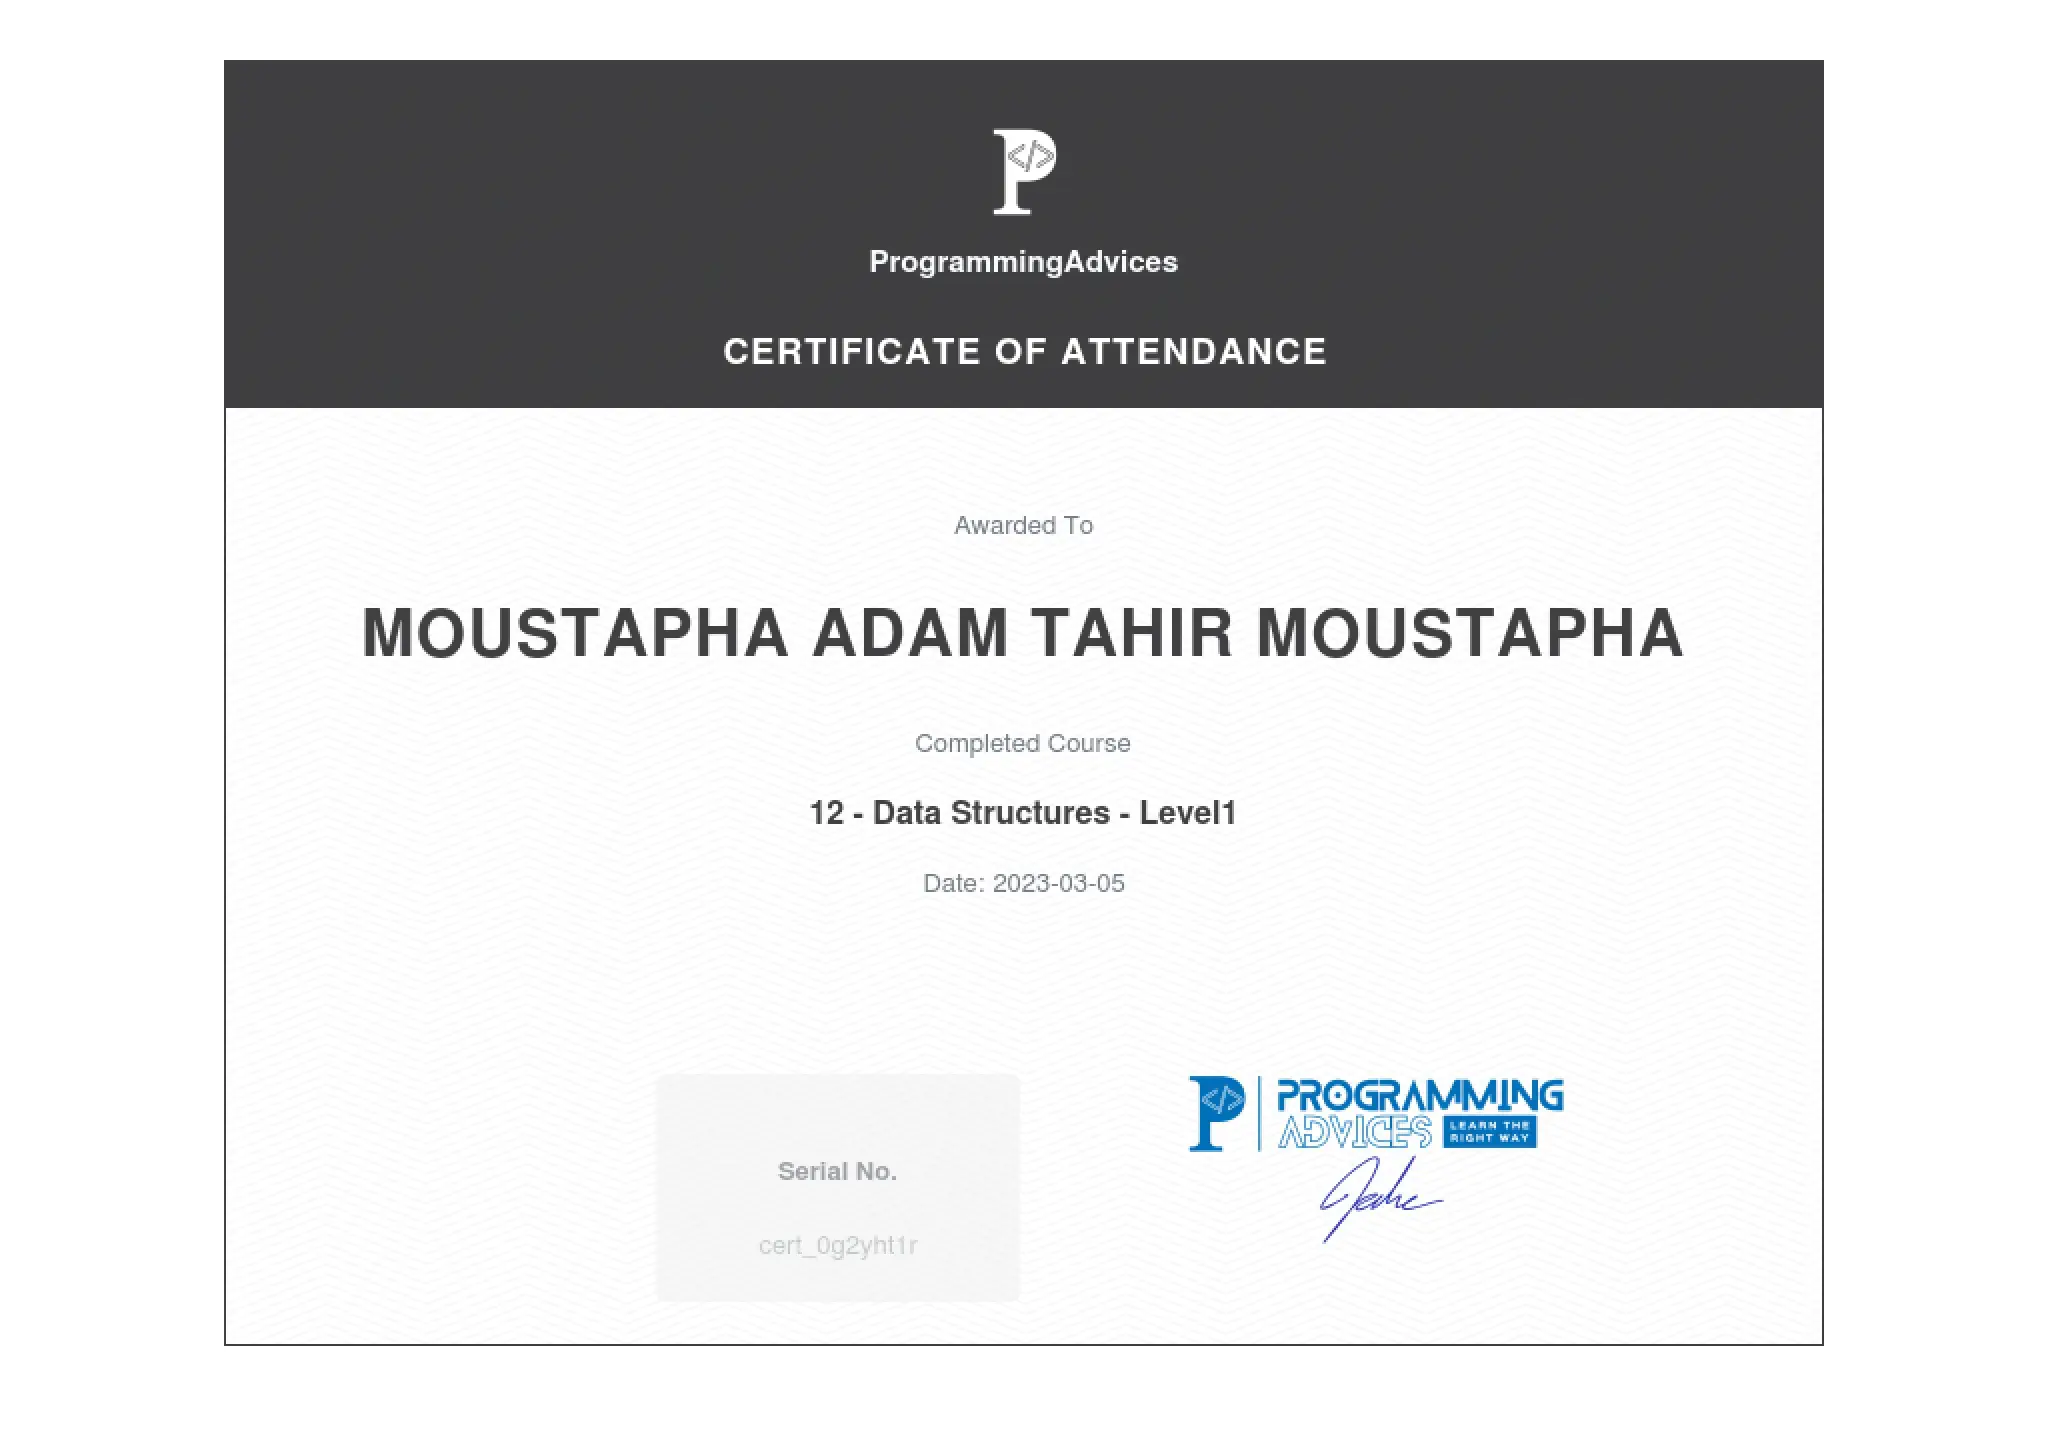 ProgrammingAdvices
CERTIFICATE OF ATTENDANCE
Awarded To
MOUSTAPHA ADAM TAHIR MOUSTAPHA
Completed Course
12 - Data Structures - Level1
Date: 2023-03-05
Serial No.
cert_0g2yht1r
P </> PROGRAMMING
ADVICES LEARN THE
RIGHT WAY